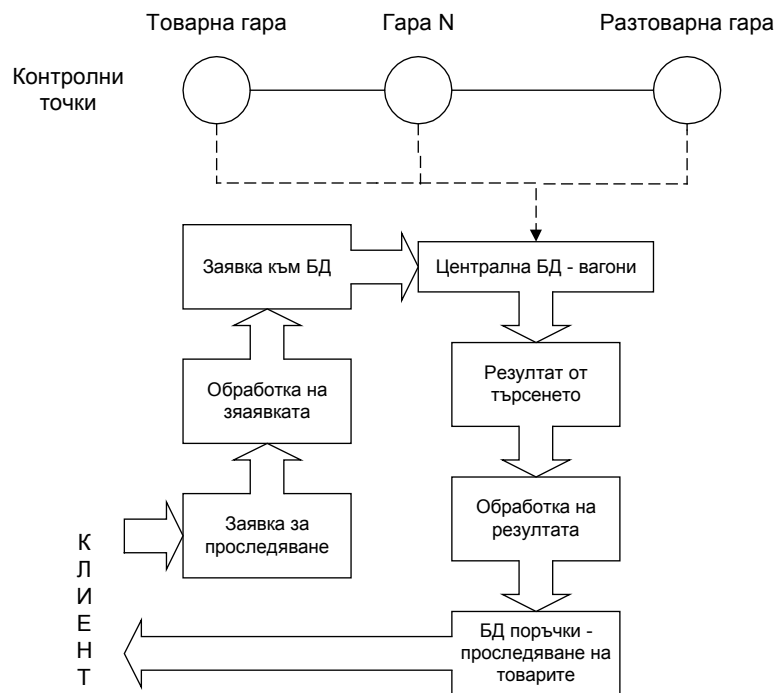 Товарна гара
Гара N
Разтоварна гара
Контролни
точки
Заявка към БД
Централна БД - вагони
Обработка на
зяаявката
Резултат от
търсенето
Заявка за
проследяване
Обработка на
резултата
К
Л
И
Е
Н
Т
БД поръчки -
проследяване на
товарите